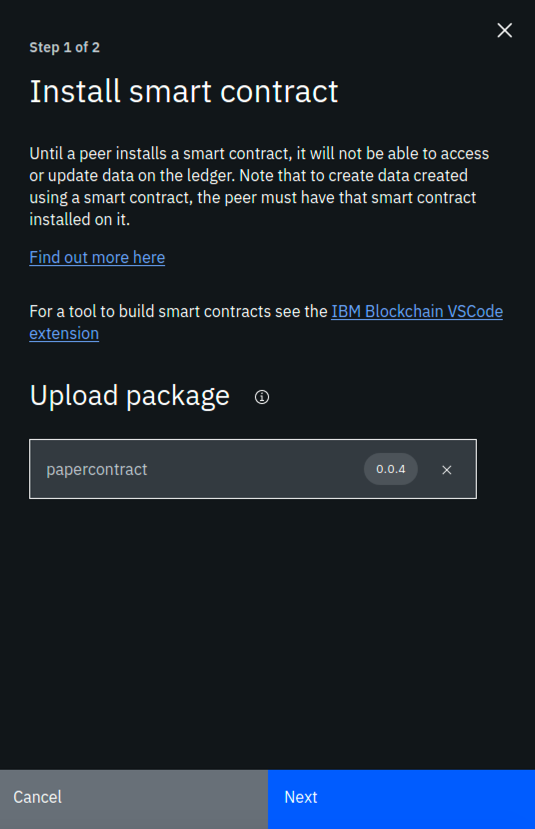 Step 1 of 2
Install smart contract
Until a peer installs a smart contract, it will not be able to access
or update data on the ledger. Note that to create data created
using a smart contract, the peer must have that smart contract
installed on it.
Find out more here
For a tool to build smart contracts see the IBM Blockchain VSCode
extension
Upload package
papercontract 0.0.4
Cancel Next